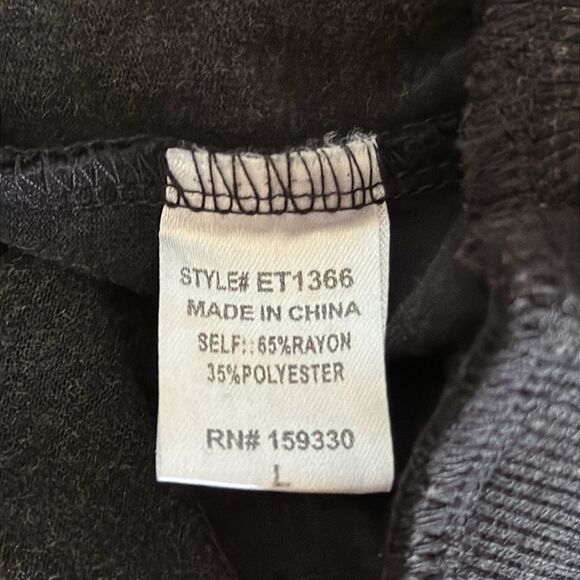 STYLE# ET1366
MADE IN CHINA
SELF::65%RAYON
35%POLYESTER
RN# 159330
L